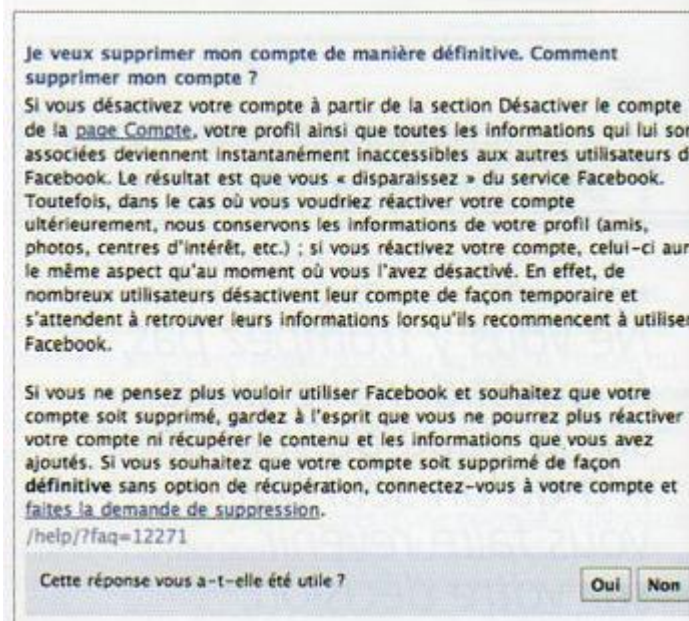 Je veux supprimer mon compte de manière définitive. Comment
supprimer mon compte ?
Si vous désactivez votre compte à partir de la section Désactiver le compte
de la page Compte, votre profil ainsi que toutes les informations qui lui
associées deviennent instantanément inaccessibles aux autres utilisateurs
Facebook. Le résultat est que vous « disparaissez » du service Facebook.
Toutefois, dans le cas où vous voudriez réactiver votre compte
ultérieurement, nous conservons les informations de votre profil (amis,
photos, centres d'intérêt, etc.) ; si vous réactivez votre compte, celui-ci
le même aspect qu'au moment où vous l'avez désactivé. En effet, de
nombreux utilisateurs désactivent leur compte de façon temporaire et
s'attendent à retrouver leurs informations lorsqu'ils recommencent à utiliser
Facebook.
Si vous ne pensez plus vouloir utiliser Facebook et souhaitez que votre
compte soit supprimé, gardez à l'esprit que vous ne pourrez plus réactiver
votre compte ni récupérer le contenu et les informations que vous avez
ajoutés. Si vous souhaitez que votre compte soit supprimé de façon
définitive sans option de récupération, connectez-vous à votre compte et
faites la demande de suppression.
/help/?faq=12271
Cette réponse vous a-t-elle été utile ?
Oui Non